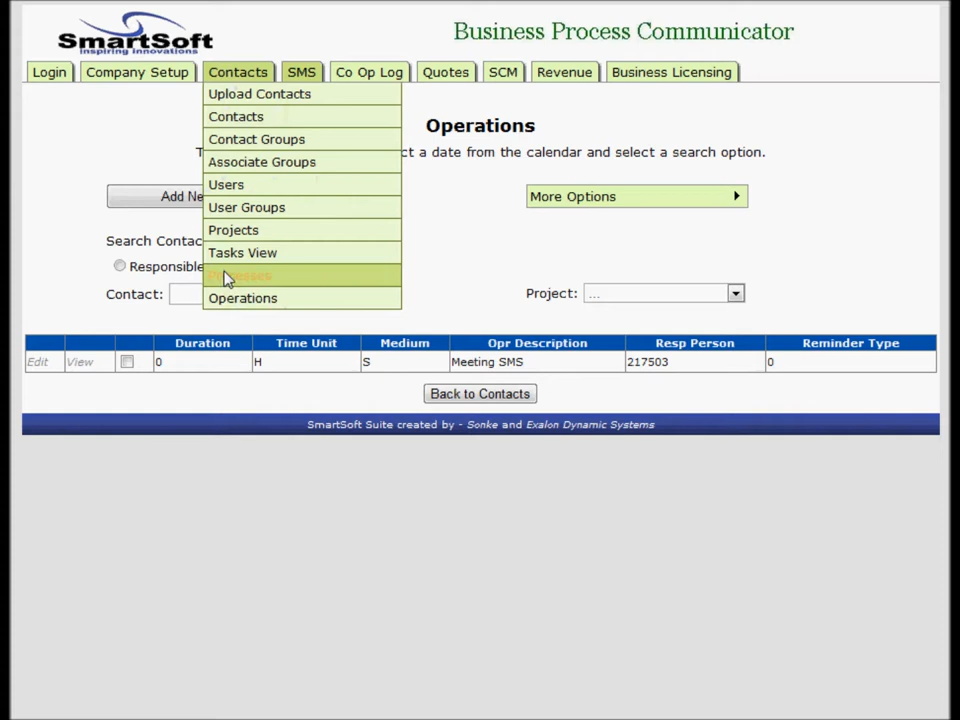 SmartSoft
Inspiring Innovations
Business Process Communicator
Login Company Setup Contacts SMS Co Op Log Quotes SCM Revenue Business Licensing
Upload Contacts
Contacts
Contact Groups
Associate Groups
Users
User Groups
Projects
Tasks View
Processes
Operations
Operations
ct a date from the calendar and select a search option.
Add Ne
More Options
Search Contac
Responsible
Contact:
Project: ...
Duration Time Unit Medium Opr Description Resp Person Reminder Type
Edit View 0 H S Meeting SMS 217503 0
Back to Contacts
SmartSoft Suite created by - Sonke and Exalon Dynamic Systems